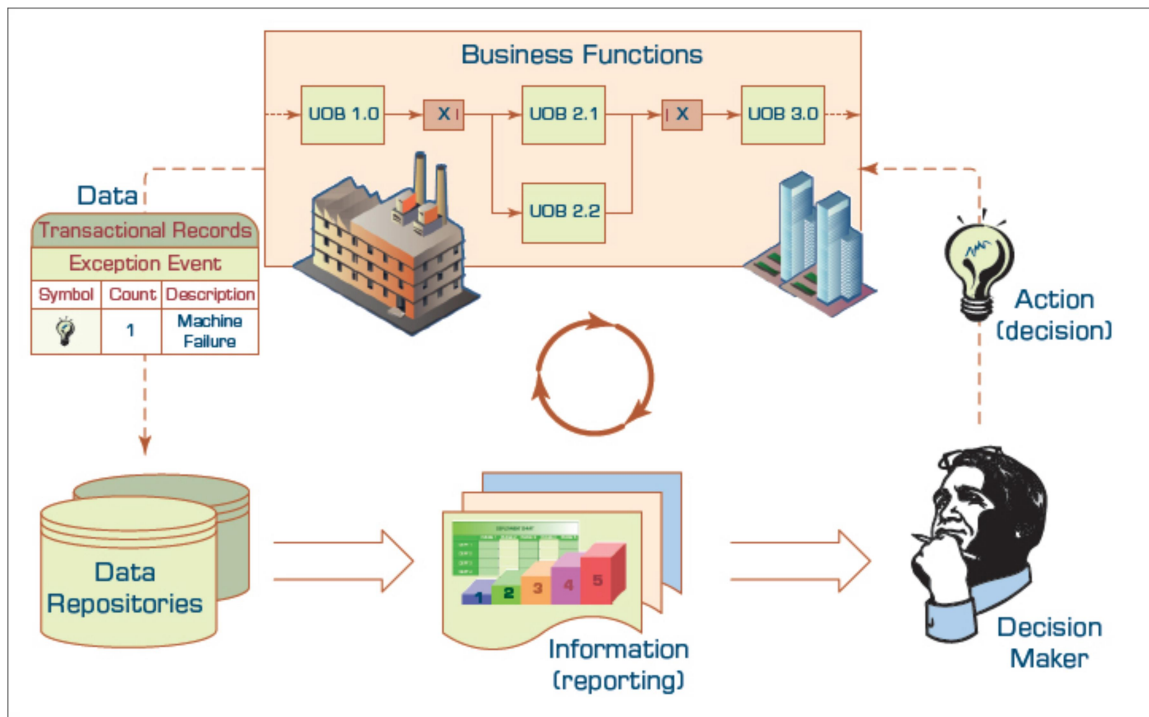 Business Functions
UOB 1.0
X
UOB 2.1
X
UOB 3.0
UOB 2.2
Data
Transactional Records
Exception Event
Symbol Count Description
1 Machine
Failure
Action
(decision)
Data
Repositories
1 2 3 4 5
Information
(reporting)
Decision
Maker